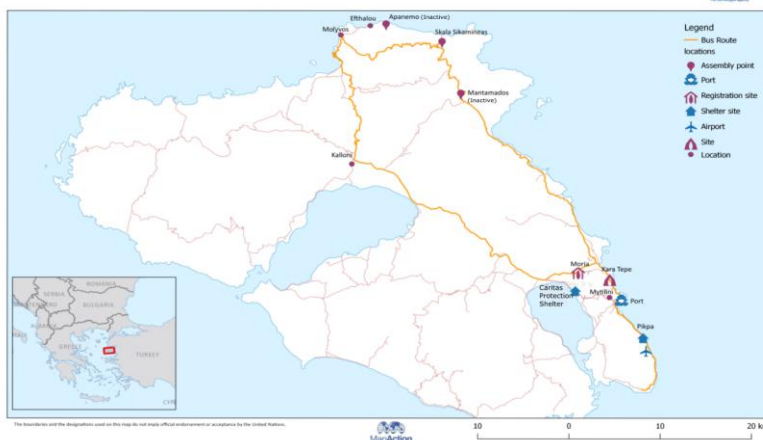 Efthalou
Apanemo (Inactive)
Molyvos
Skala Sikamineas
Mantamados
(Inactive)
Kalloni
Moria
Kara Tepe
Caritas
Protection
Shelter
Mytilini
Port
Pikpa
Legend
Bus Route
locations
Assembly point
Port
Registration site
Shelter site
Airport
Site
Location
ROMANIA
SERBIA
BULGARIA
GREECE
TURKEY
The boundaries and the designations used on this map do not imply official endorsement or acceptance by the United Nations.
MapAction
10 0 10 20 k